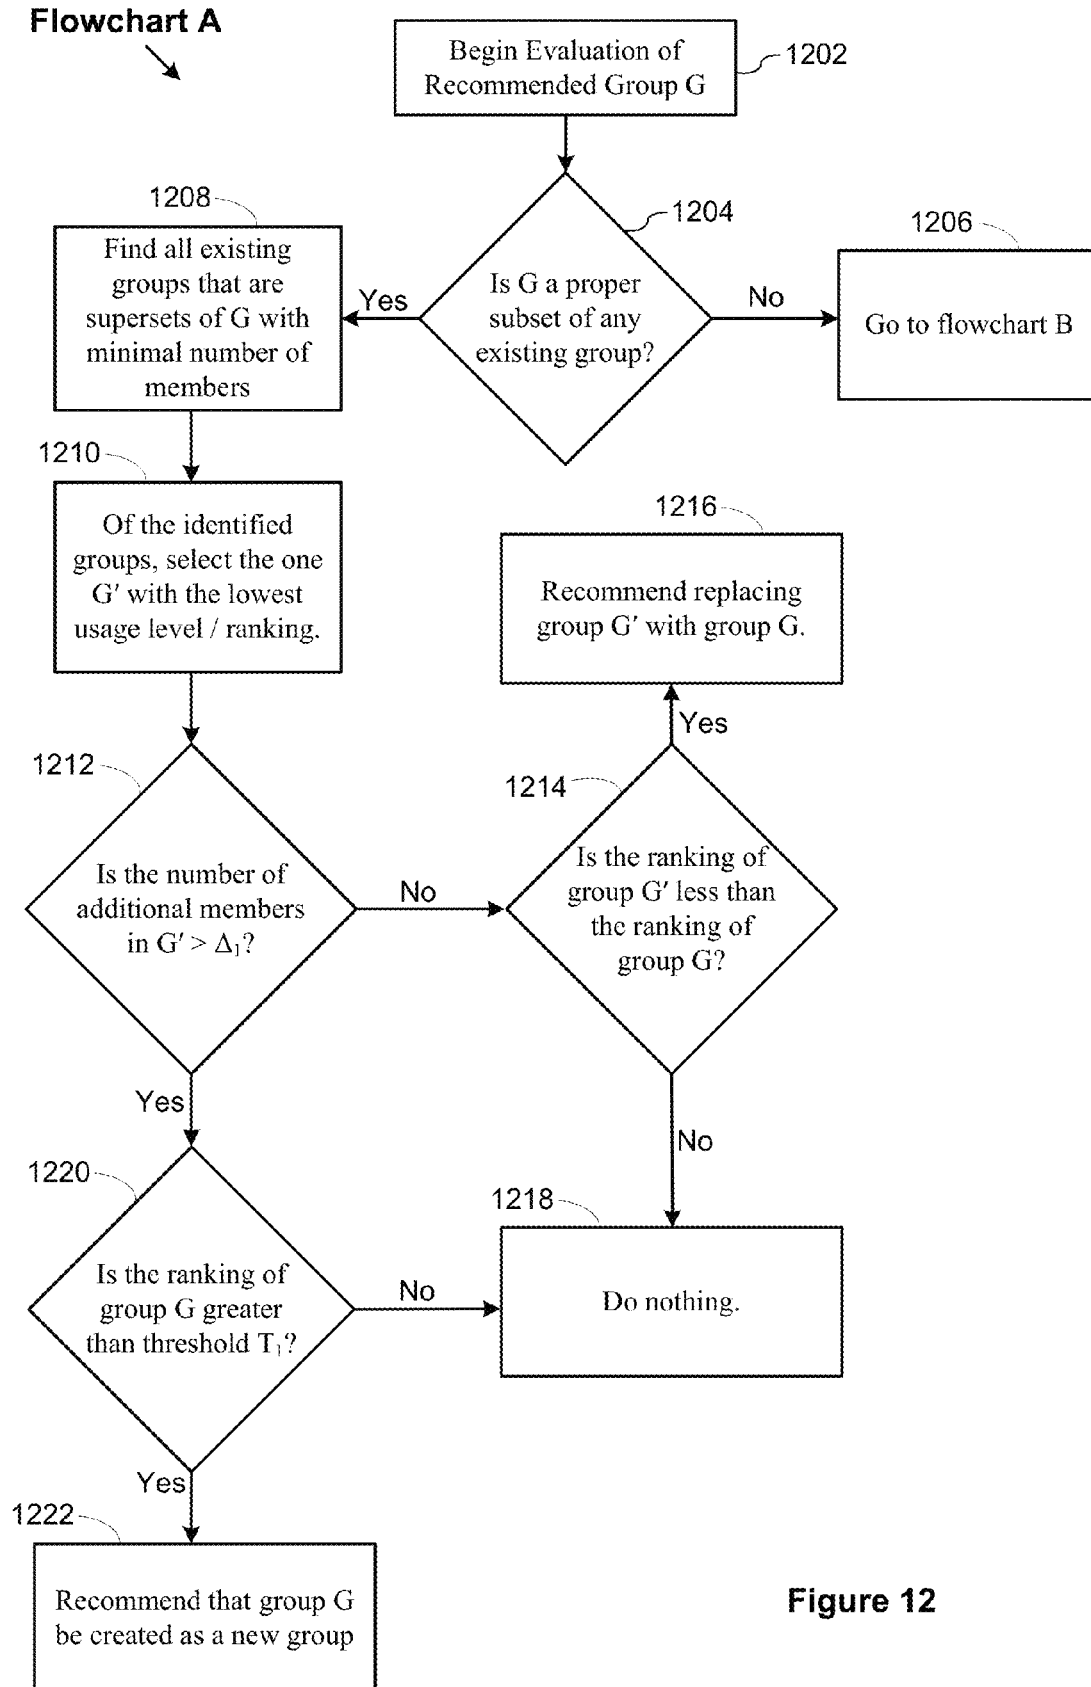 Flowchart A
Begin Evaluation of
Recommended Group G
1202
1204
Is G a proper
subset of any
existing group?
Yes
No
1206
Go to flowchart B
1208
Find all existing
groups that are
supersets of G with
minimal number of
members
1210
Of the identified
groups, select the one
G′ with the lowest
usage level / ranking.
1212
Is the number of
additional members
in G′ > Δ₁?
No
Yes
1214
Is the ranking of
group G′ less than
the ranking of
group G?
Yes
No
1216
Recommend replacing
group G′ with group G.
1218
Do nothing.
1220
Is the ranking of
group G greater
than threshold T₁?
No
Yes
1222
Recommend that group G
be created as a new group
Figure 12